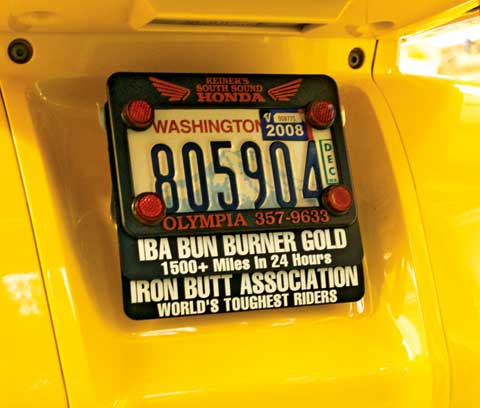 REINER'S
SOUTH SOUND
HONDA
WASHINGTON
2008
DEC
805904
OLYMPIA 357-9633
IBA BUN BURNER GOLD
1500+ Miles In 24 Hours
IRON BUTT ASSOCIATION
WORLD'S TOUGHEST RIDERS